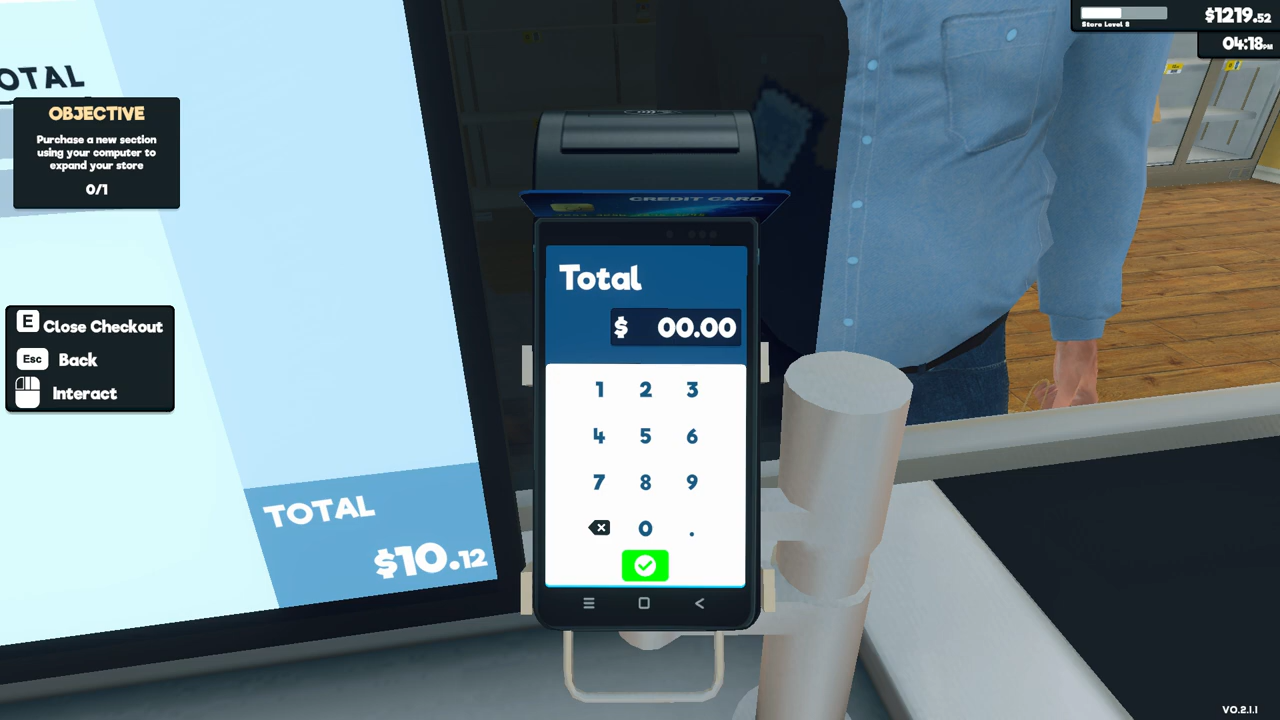 OTAL
OBJECTIVE
Purchase a new section
using your computer to
expand your store
0/1
E Close Checkout
Esc Back
Interact
TOTAL
$10.12
CREDIT CARD
Total
$ 00.00
1 2 3
4 5 6
7 8 9
0 .
$1219.52
Store Level 8
04:18PM
V0.2.1.1